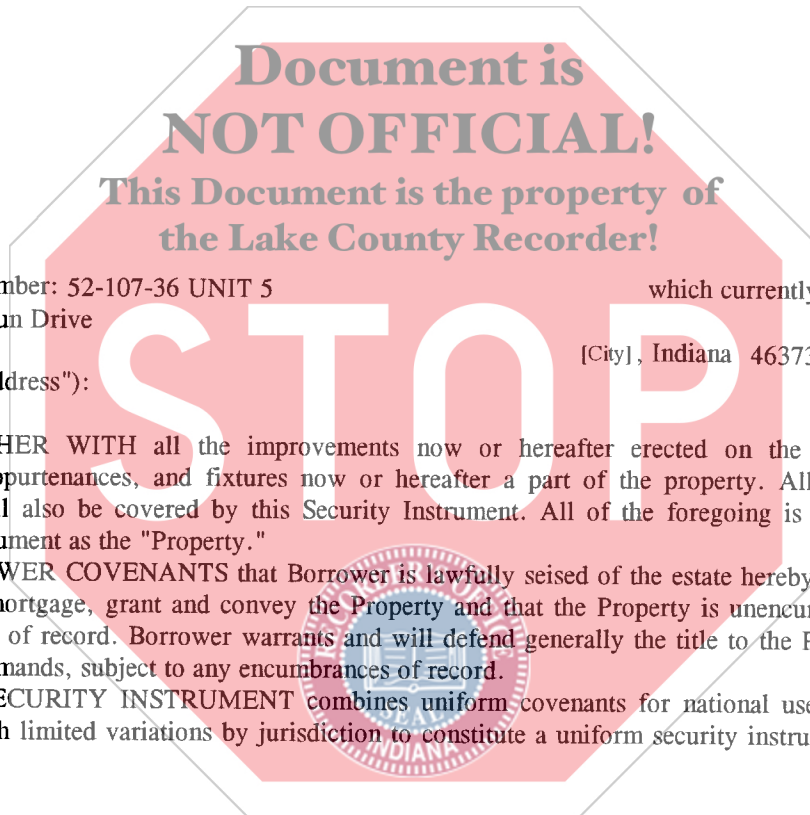 Document is
NOT OFFICIAL!
This Document is the property of
the Lake County Recorder!
nber: 52-107-36 UNIT 5 which currently
un Drive
[City], Indiana 46373
ddress"):
STOP
HER WITH all the improvements now or hereafter erected on the
ppurtenances, and fixtures now or hereafter a part of the property. All
l also be covered by this Security Instrument. All of the foregoing is
ument as the "Property."
WER COVENANTS that Borrower is lawfully seised of the estate hereby
nortgage, grant and convey the Property and that the Property is unencu
of record. Borrower warrants and will defend generally the title to the P
mands, subject to any encumbrances of record.
ECURITY INSTRUMENT combines uniform covenants for national use
h limited variations by jurisdiction to constitute a uniform security instru
SEAL
INDIANA